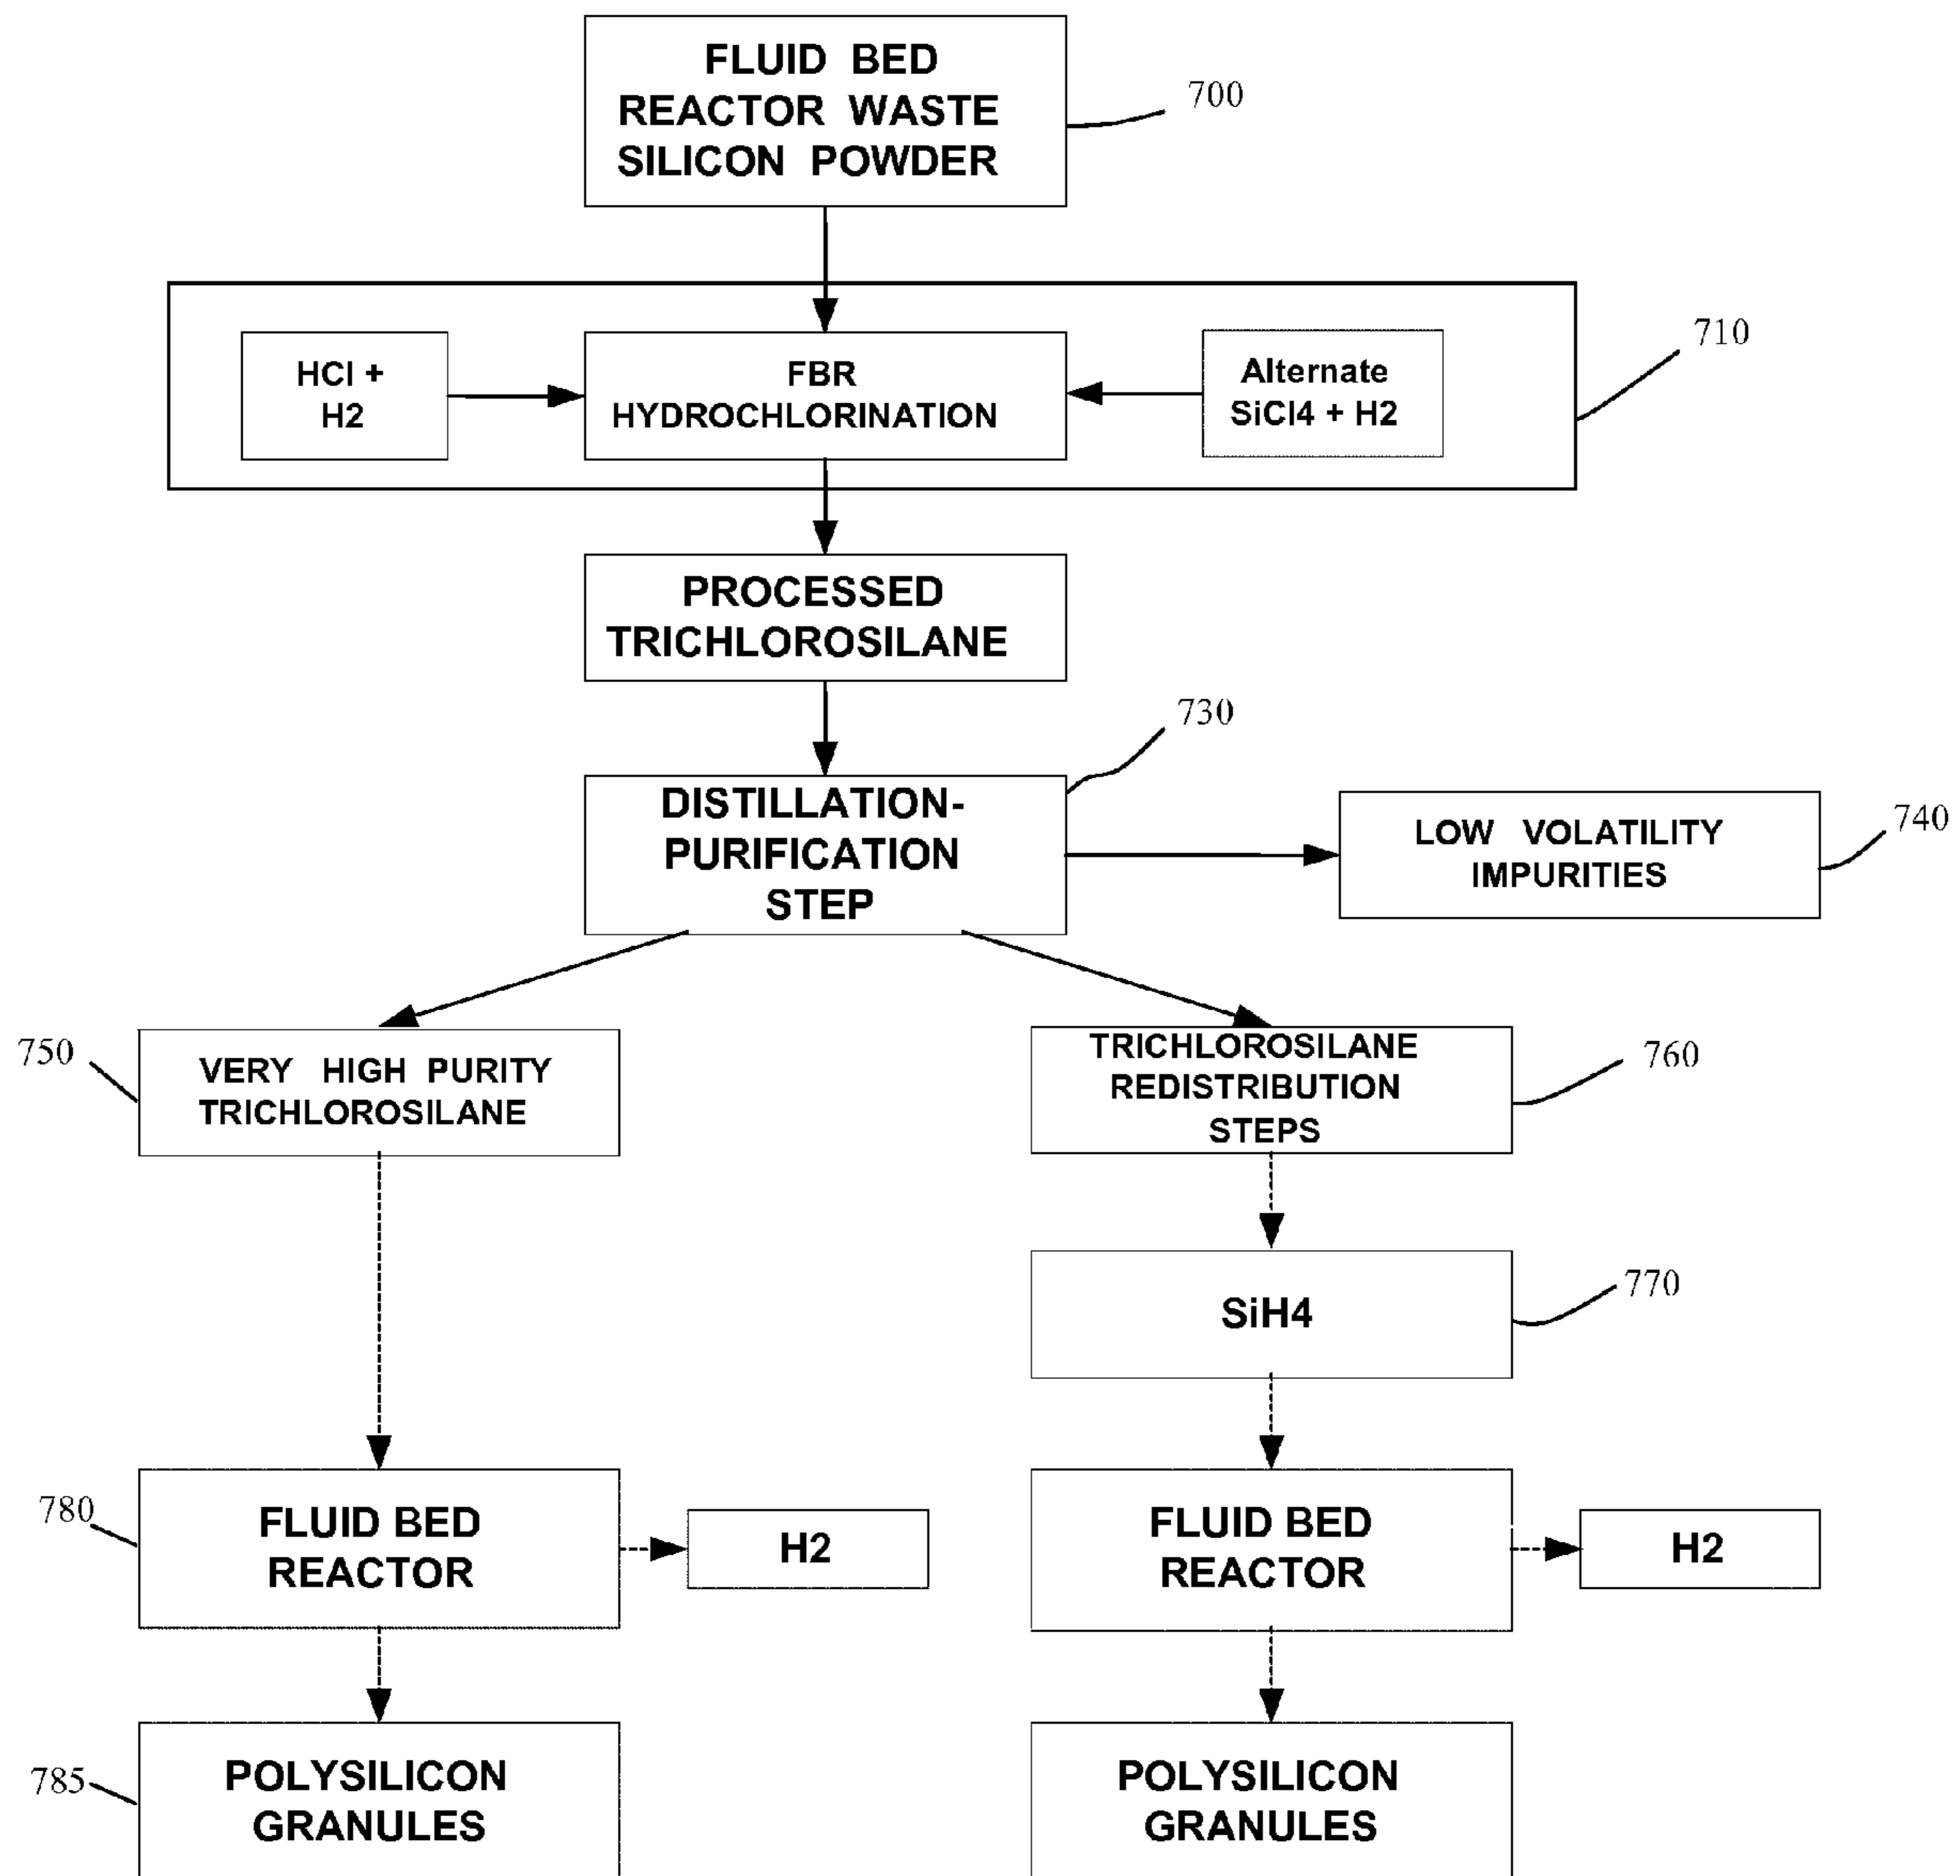 FLUID BED
REACTOR WASTE
SILICON POWDER
700
HCl +
H2
FBR
HYDROCHLORINATION
Alternate
SiCl4 + H2
710
PROCESSED
TRICHLOROSILANE
730
DISTILLATION-
PURIFICATION
STEP
LOW VOLATILITY
IMPURITIES
740
750
VERY HIGH PURITY
TRICHLOROSILANE
TRICHLOROSILANE
REDISTRIBUTION
STEPS
760
SiH4
770
780
FLUID BED
REACTOR
H2
FLUID BED
REACTOR
H2
785
POLYSILICON
GRANULES
POLYSILICON
GRANULES